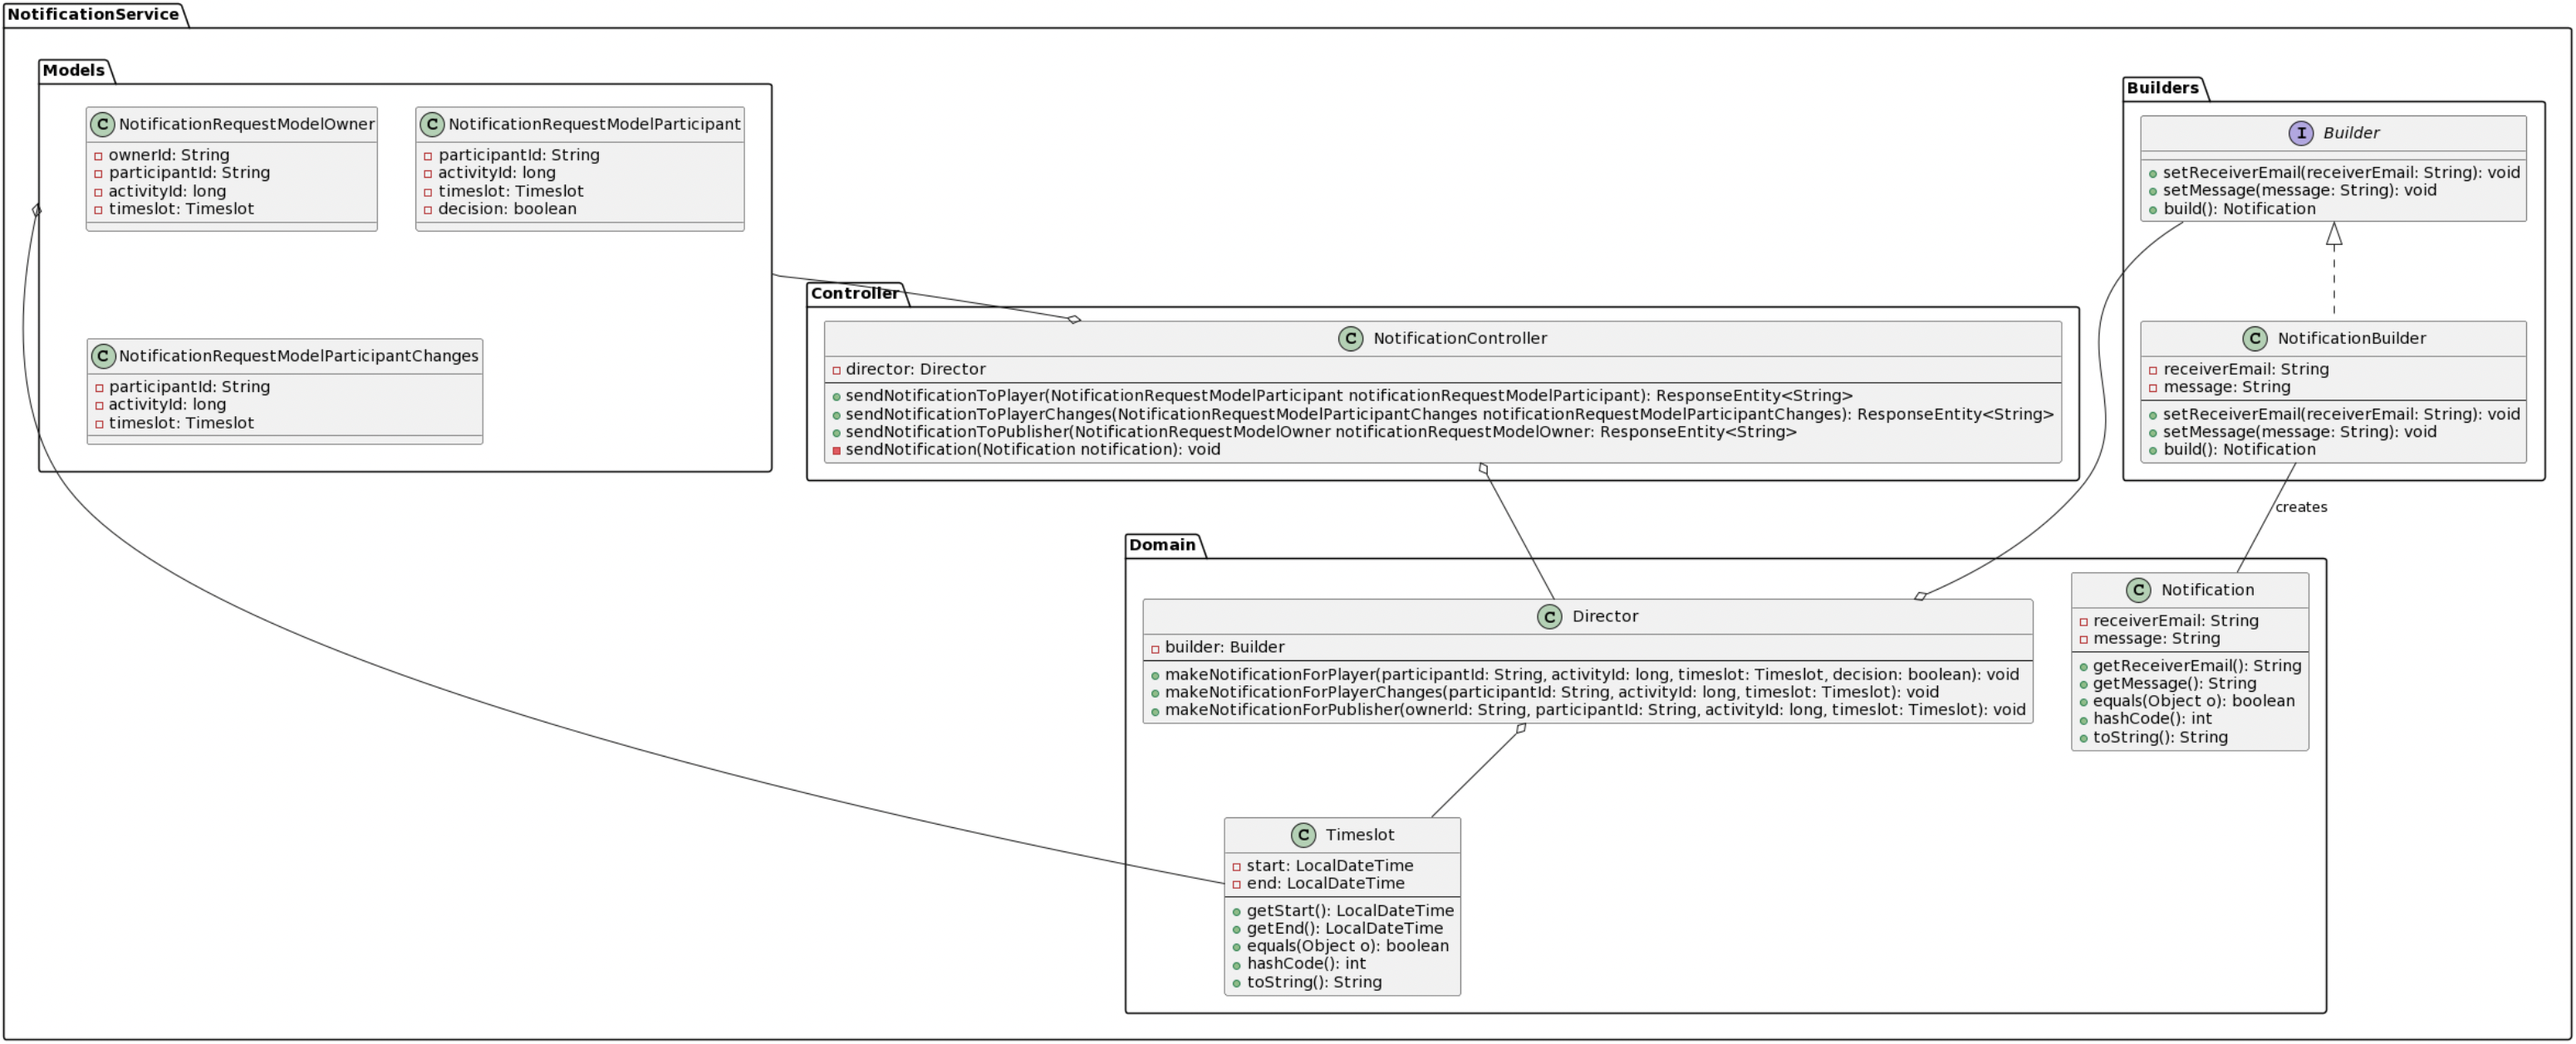 NotificationService
Models
C NotificationRequestModelOwner
ownerId: String
participantId: String
activityId: long
timeslot: Timeslot
C NotificationRequestModelParticipant
participantId: String
activityId: long
timeslot: Timeslot
decision: boolean
C NotificationRequestModelParticipantChanges
participantId: String
activityId: long
timeslot: Timeslot
Controller
C NotificationController
director: Director
sendNotificationToPlayer(NotificationRequestModelParticipant notificationRequestModelParticipant): ResponseEntity<String>
sendNotificationToPlayerChanges(NotificationRequestModelParticipantChanges notificationRequestModelParticipantChanges): ResponseEntity<String>
sendNotificationToPublisher(NotificationRequestModelOwner notificationRequestModelOwner: ResponseEntity<String>
sendNotification(Notification notification): void
Builders
I Builder
setReceiverEmail(receiverEmail: String): void
setMessage(message: String): void
build(): Notification
C NotificationBuilder
receiverEmail: String
message: String
setReceiverEmail(receiverEmail: String): void
setMessage(message: String): void
build(): Notification
creates
Domain
C Director
builder: Builder
makeNotificationForPlayer(participantId: String, activityId: long, timeslot: Timeslot, decision: boolean): void
makeNotificationForPlayerChanges(participantId: String, activityId: long, timeslot: Timeslot): void
makeNotificationForPublisher(ownerId: String, participantId: String, activityId: long, timeslot: Timeslot): void
C Notification
receiverEmail: String
message: String
getReceiverEmail(): String
getMessage(): String
equals(Object o): boolean
hashCode(): int
toString(): String
C Timeslot
start: LocalDateTime
end: LocalDateTime
getStart(): LocalDateTime
getEnd(): LocalDateTime
equals(Object o): boolean
hashCode(): int
toString(): String